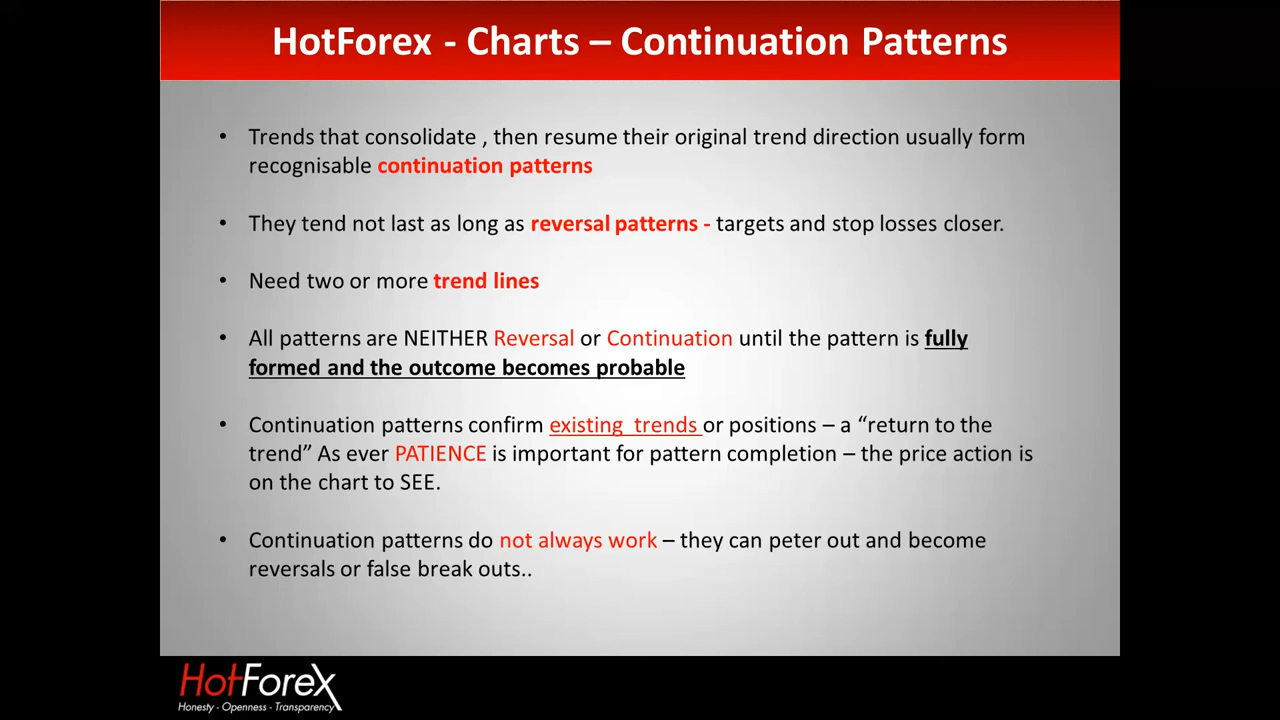 HotForex - Charts – Continuation Patterns
• Trends that consolidate , then resume their original trend direction usually form
recognisable continuation patterns
• They tend not last as long as reversal patterns - targets and stop losses closer.
• Need two or more trend lines
• All patterns are NEITHER Reversal or Continuation until the pattern is fully
formed and the outcome becomes probable
• Continuation patterns confirm existing trends or positions – a “return to the
trend” As ever PATIENCE is important for pattern completion – the price action is
on the chart to SEE.
• Continuation patterns do not always work – they can peter out and become
reversals or false break outs..
HotForex
Honesty - Openness - Transparency